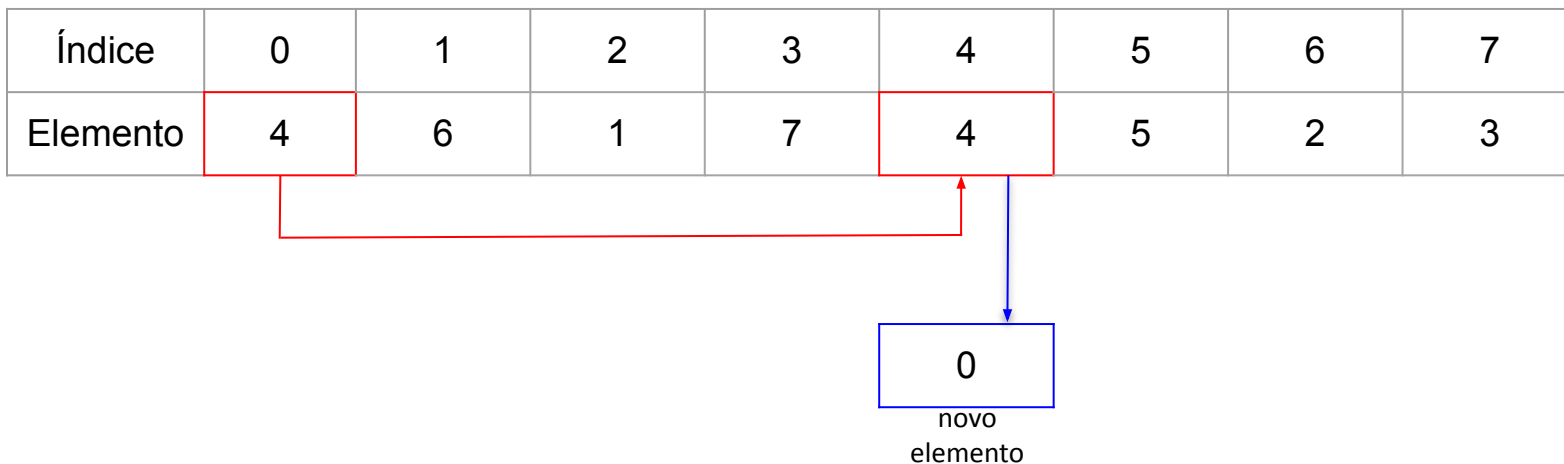 Índice 0 1 2 3 4 5 6 7
Elemento 4 6 1 7 4 5 2 3
0
novo
elemento